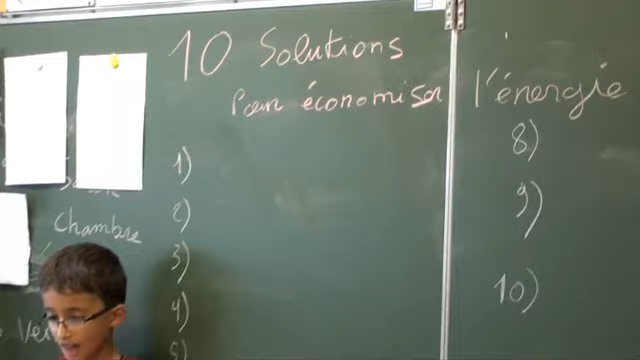 10 Solutions
Pour économiser l'énergie
1)
2)
3)
4)
5)
8)
9)
10)
Chambre